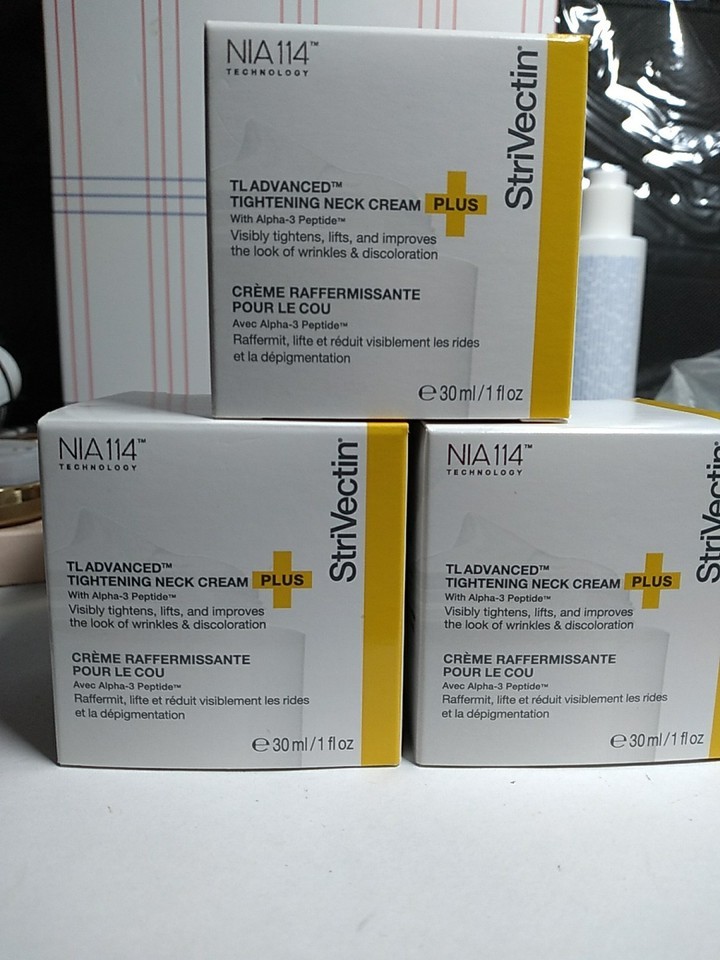 NIA114™
TECHNOLOGY
StriVectin®
TL ADVANCED™
TIGHTENING NECK CREAM PLUS
With Alpha-3 Peptide™
Visibly tightens, lifts, and improves
the look of wrinkles & discoloration
CRÈME RAFFERMISSANTE
POUR LE COU
Avec Alpha-3 Peptide™
Raffermit, lifte et réduit visiblement les rides
et la dépigmentation
℮ 30 ml / 1 fl oz
NIA114™
TECHNOLOGY
StriVectin®
TL ADVANCED™
TIGHTENING NECK CREAM PLUS
With Alpha-3 Peptide™
Visibly tightens, lifts, and improves
the look of wrinkles & discoloration
CRÈME RAFFERMISSANTE
POUR LE COU
Avec Alpha-3 Peptide™
Raffermit, lifte et réduit visiblement les rides
et la dépigmentation
℮ 30 ml / 1 fl oz
NIA114™
TECHNOLOGY
StriVectin
TL ADVANCED™
TIGHTENING NECK CREAM PLUS
With Alpha-3 Peptide™
Visibly tightens, lifts, and improves
the look of wrinkles & discoloration
CRÈME RAFFERMISSANTE
POUR LE COU
Avec Alpha-3 Peptide™
Raffermit, lifte et réduit visiblement les rides
et la dépigmentation
℮ 30 ml / 1 fl oz